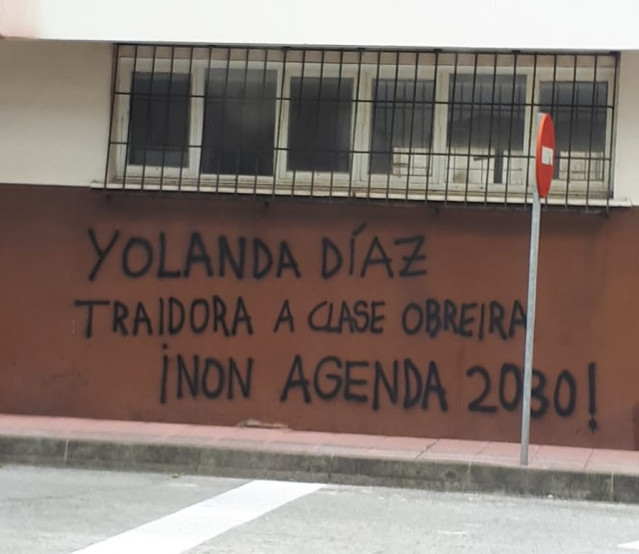 YOLANDA DÍAZ
TRAIDORA A CLASE OBREIRA
¡NON AGENDA 2030!